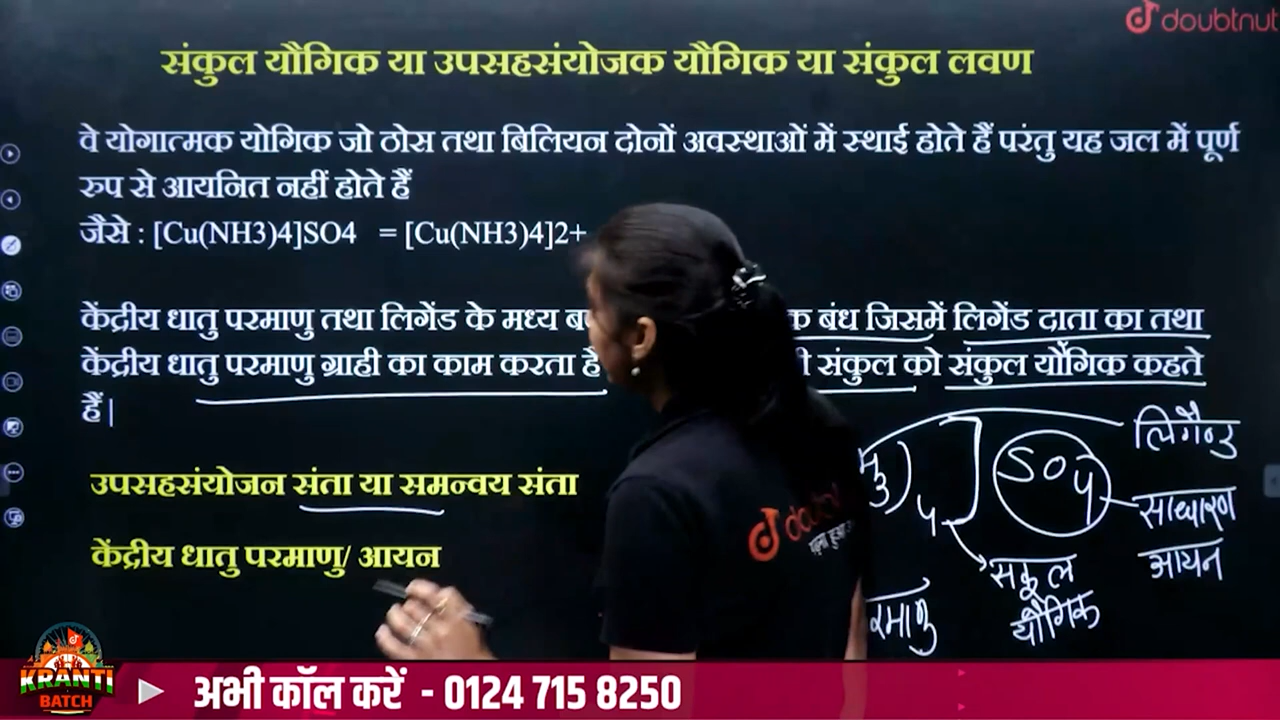 doubtnut
संकुल यौगिक या उपसहसंयोजक यौगिक या संकुल लवण
वे योगात्मक योगिक जो ठोस तथा बिलियन दोनों अवस्थाओं में स्थाई होते हैं परंतु यह जल में पूर्ण
रुप से आयनित नहीं होते हैं
जैसे : [Cu(NH3)4]SO4 = [Cu(NH3)4]2+
केंद्रीय धातु परमाणु तथा लिगेंड के मध्य बंध जिसमें लिगेंड दाता का तथा
केंद्रीय धातु परमाणु ग्राही का काम करता है संकुल को संकुल यौगिक कहते
हैं|
उपसहसंयोजन संता या समन्वय संता
केंद्रीय धातु परमाणु/ आयन
लिगेन्ड
SO4
4
साधारण
आयन
संकूल
यौगिक
KRANTI
BATCH
अभी कॉल करें - 0124 715 8250